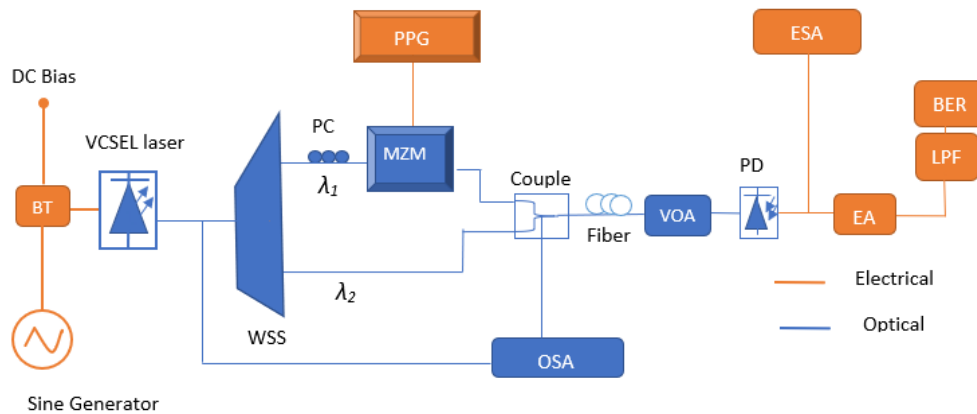 PPG
ESA
DC Bias
BER
VCSEL laser
PC
MZM
LPF
λ1
Couple
PD
BT
VOA
EA
Fiber
Electrical
λ2
WSS
Optical
OSA
Sine Generator